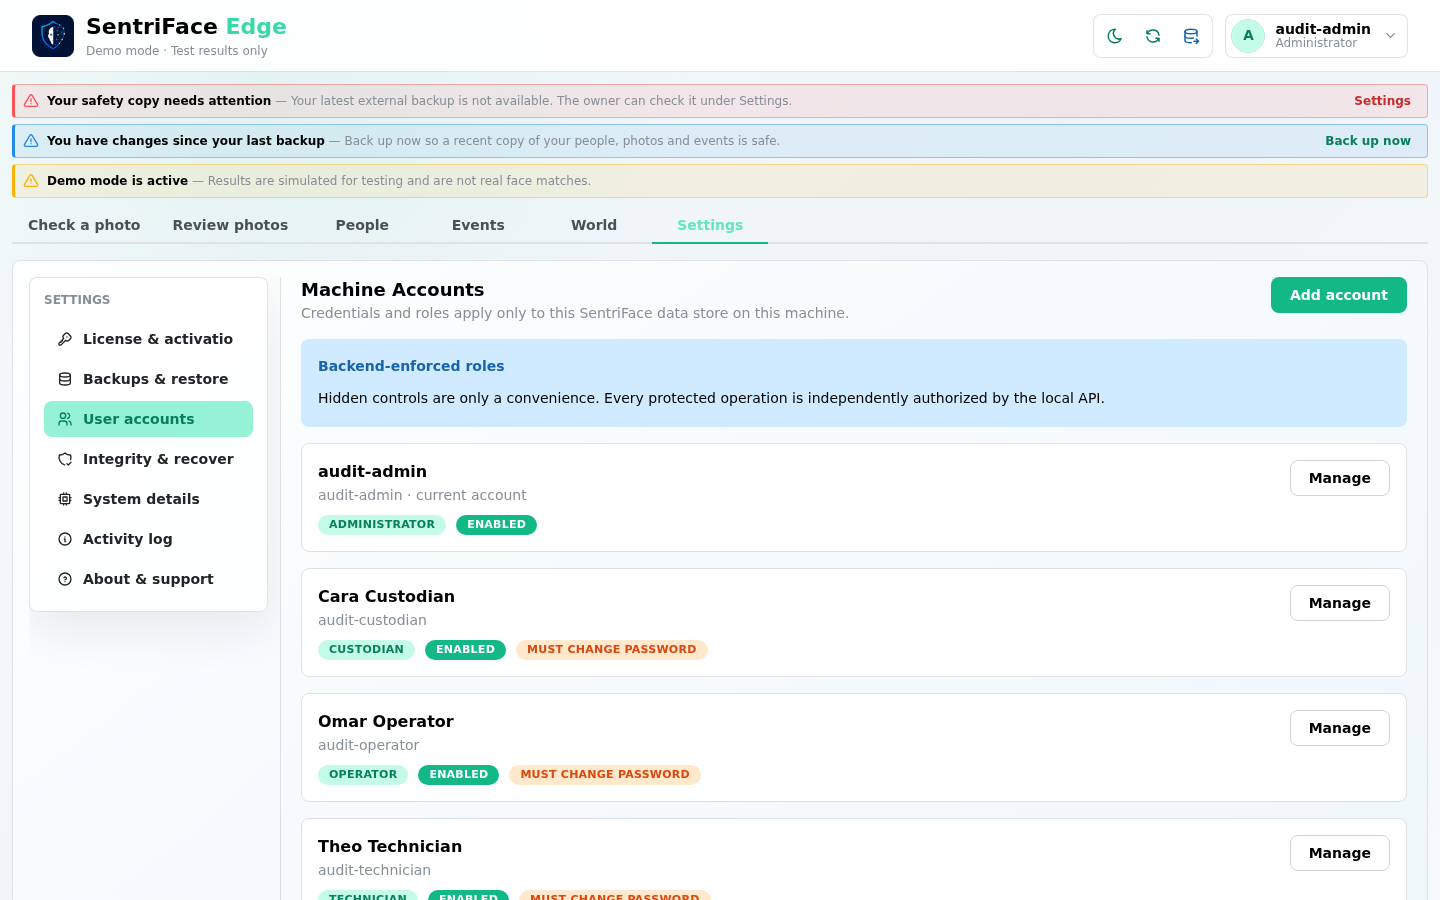 SentriFace Edge
Demo mode · Test results only
A
audit-admin
Administrator
Your safety copy needs attention — Your latest external backup is not available. The owner can check it under Settings.
Settings
You have changes since your last backup — Back up now so a recent copy of your people, photos and events is safe.
Back up now
Demo mode is active — Results are simulated for testing and are not real face matches.
Check a photo
Review photos
People
Events
World
Settings
SETTINGS
License & activatio
Backups & restore
User accounts
Integrity & recover
System details
Activity log
About & support
Machine Accounts
Credentials and roles apply only to this SentriFace data store on this machine.
Add account
Backend-enforced roles
Hidden controls are only a convenience. Every protected operation is independently authorized by the local API.
audit-admin
audit-admin · current account
ADMINISTRATOR
ENABLED
Manage
Cara Custodian
audit-custodian
CUSTODIAN
ENABLED
MUST CHANGE PASSWORD
Manage
Omar Operator
audit-operator
OPERATOR
ENABLED
MUST CHANGE PASSWORD
Manage
Theo Technician
audit-technician
TECHNICIAN
ENABLED
MUST CHANGE PASSWORD
Manage